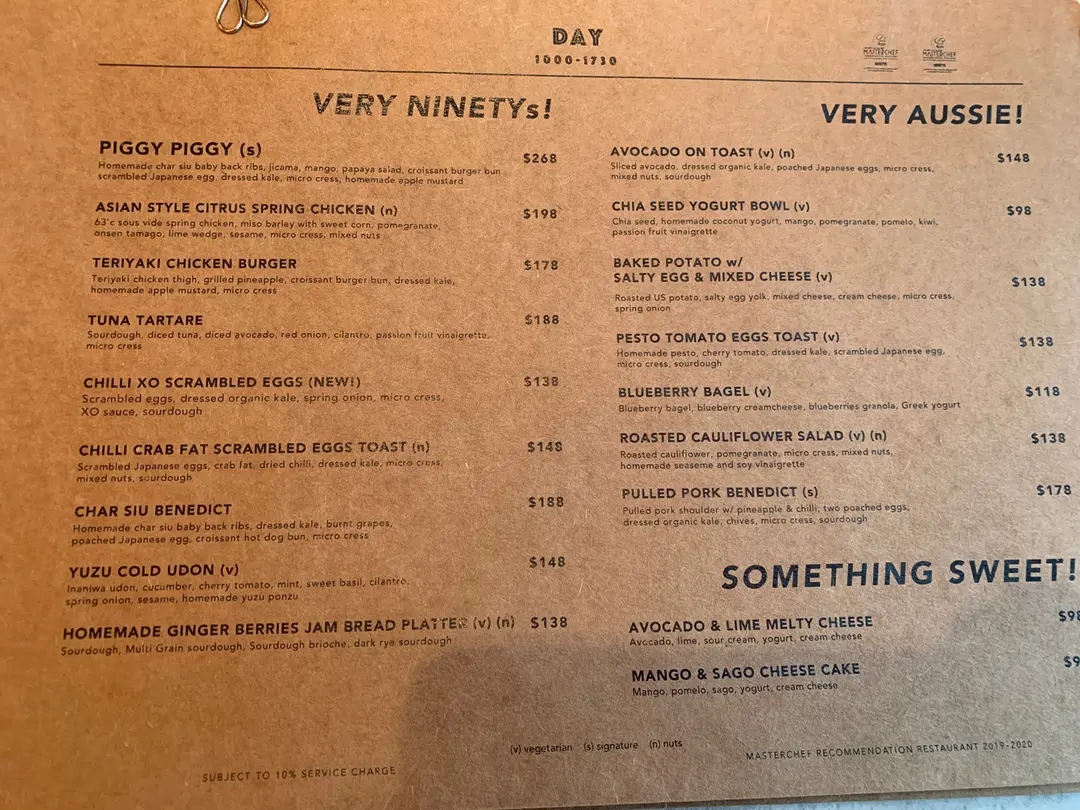 DAY
1000-1730
MASTERCHEF
MASTERCHEF
VERY NINETYs!
PIGGY PIGGY (s)
$268
Homemade char siu baby back ribs, jicama, mango, papaya salad, croissant burger bun
scrambled Japanese egg, dressed kale, micro cress, homemade apple mustard
ASIAN STYLE CITRUS SPRING CHICKEN (n)
$198
63'c sous vide spring chicken, miso barley with sweet corn, pomegranate,
onsen tamago, lime wedge, sesame, micro cress, mixed nuts
TERIYAKI CHICKEN BURGER
$178
Teriyaki chicken thigh, grilled pineapple, croissant burger bun, dressed kale,
homemade apple mustard, micro cress
TUNA TARTARE
$188
Sourdough, diced tuna, diced avocado, red onion, cilantro, passion fruit vinaigrette,
micro cress
CHILLI XO SCRAMBLED EGGS (NEW!)
$138
Scrambled eggs, dressed organic kale, spring onion, micro cress,
XO sauce, sourdough
CHILLI CRAB FAT SCRAMBLED EGGS TOAST (n)
$148
Scrambled Japanese eggs, crab fat, dried chilli, dressed kale, micro cress,
mixed nuts, sourdough
CHAR SIU BENEDICT
$188
Homemade char siu baby back ribs, dressed kale, burnt grapes,
poached Japanese egg, croissant hot dog bun, micro cress
YUZU COLD UDON (v)
$148
Inaniwa udon, cucumber, cherry tomato, mint, sweet basil, cilantro,
spring onion, sesame, homemade yuzu ponzu
HOMEMADE GINGER BERRIES JAM BREAD PLATTER (v) (n)
$138
Sourdough, Multi Grain sourdough, Sourdough brioche, dark rye sourdough
VERY AUSSIE!
AVOCADO ON TOAST (v) (n)
$148
Sliced avocado, dressed organic kale, poached Japanese eggs, micro cress,
mixed nuts, sourdough
CHIA SEED YOGURT BOWL (v)
$98
Chia seed, homemade coconut yogurt, mango, pomegranate, pomelo, kiwi,
passion fruit vinaigrette
BAKED POTATO w/
SALTY EGG & MIXED CHEESE (v)
$138
Roasted US potato, salty egg yolk, mixed cheese, cream cheese, micro cress,
spring onion
PESTO TOMATO EGGS TOAST (v)
$138
Homemade pesto, cherry tomato, dressed kale, scrambled Japanese egg,
micro cress, sourdough
BLUEBERRY BAGEL (v)
$118
Blueberry bagel, blueberry creamcheese, blueberries granola, Greek yogurt
ROASTED CAULIFLOWER SALAD (v) (n)
$138
Roasted cauliflower, pomegranate, micro cress, mixed nuts,
homemade seaseme and soy vinaigrette
PULLED PORK BENEDICT (s)
$178
Pulled pork shoulder w/ pineapple & chilli, two poached eggs,
dressed organic kale, chives, micro cress, sourdough
SOMETHING SWEET!
AVOCADO & LIME MELTY CHEESE
$98
Avocado, lime, sour cream, yogurt, cream cheese
MANGO & SAGO CHEESE CAKE
$9
Mango, pomelo, sago, yogurt, cream cheese
(v) vegetarian (s) signature (n) nuts
MASTERCHEF RECOMMENDATION RESTAURANT 2019-2020
SUBJECT TO 10% SERVICE CHARGE